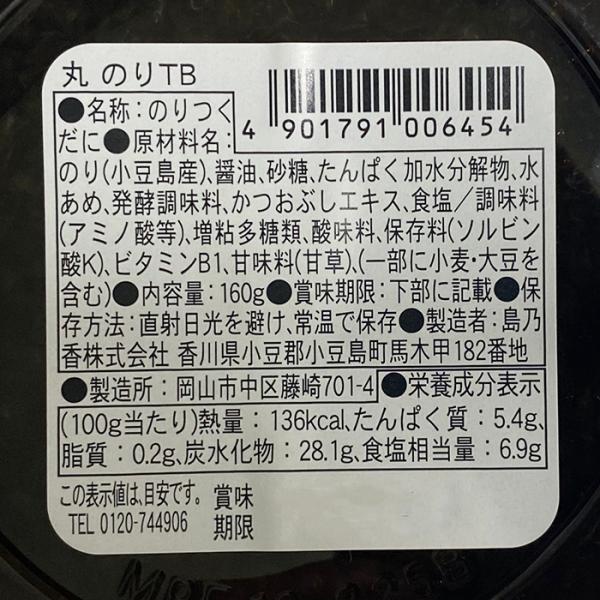 丸 のりTB
4 901791 006454
●名称：のりつく
だに●原材料名：
のり(小豆島産)、醤油、砂糖、たんぱく加水分解物、水
あめ、発酵調味料、かつおぶしエキス、食塩／調味料
(アミノ酸等)、増粘多糖類、酸味料、保存料(ソルビン
酸K)、ビタミンB1、甘味料(甘草)、(一部に小麦・大豆を
含む)●内容量：160g●賞味期限：下部に記載●保
存方法：直射日光を避け、常温で保存●製造者：島乃
香株式会社 香川県小豆郡小豆島町馬木甲182番地
●製造所：岡山市中区藤崎701-4●栄養成分表示
(100g当たり)熱量：136kcal、たんぱく質：5.4g、
脂質：0.2g、炭水化物：28.1g、食塩相当量：6.9g
この表示値は、目安です。 賞味
TEL 0120-744906 期限